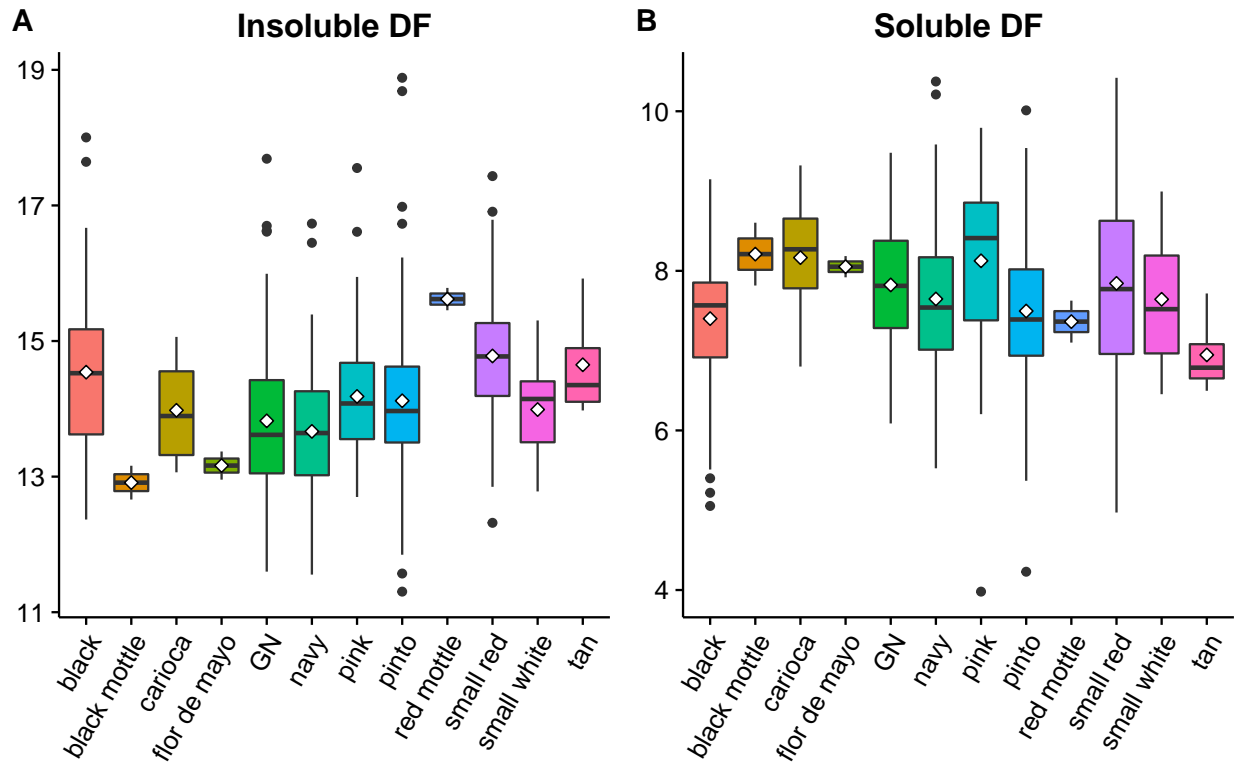 A
Insoluble DF
19
17
15
13
11
black
black mottle
carioca
flor de mayo
GN
navy
pink
pinto
red mottle
small red
small white
tan
B
Soluble DF
10
8
6
4
black
black mottle
carioca
flor de mayo
GN
navy
pink
pinto
red mottle
small red
small white
tan